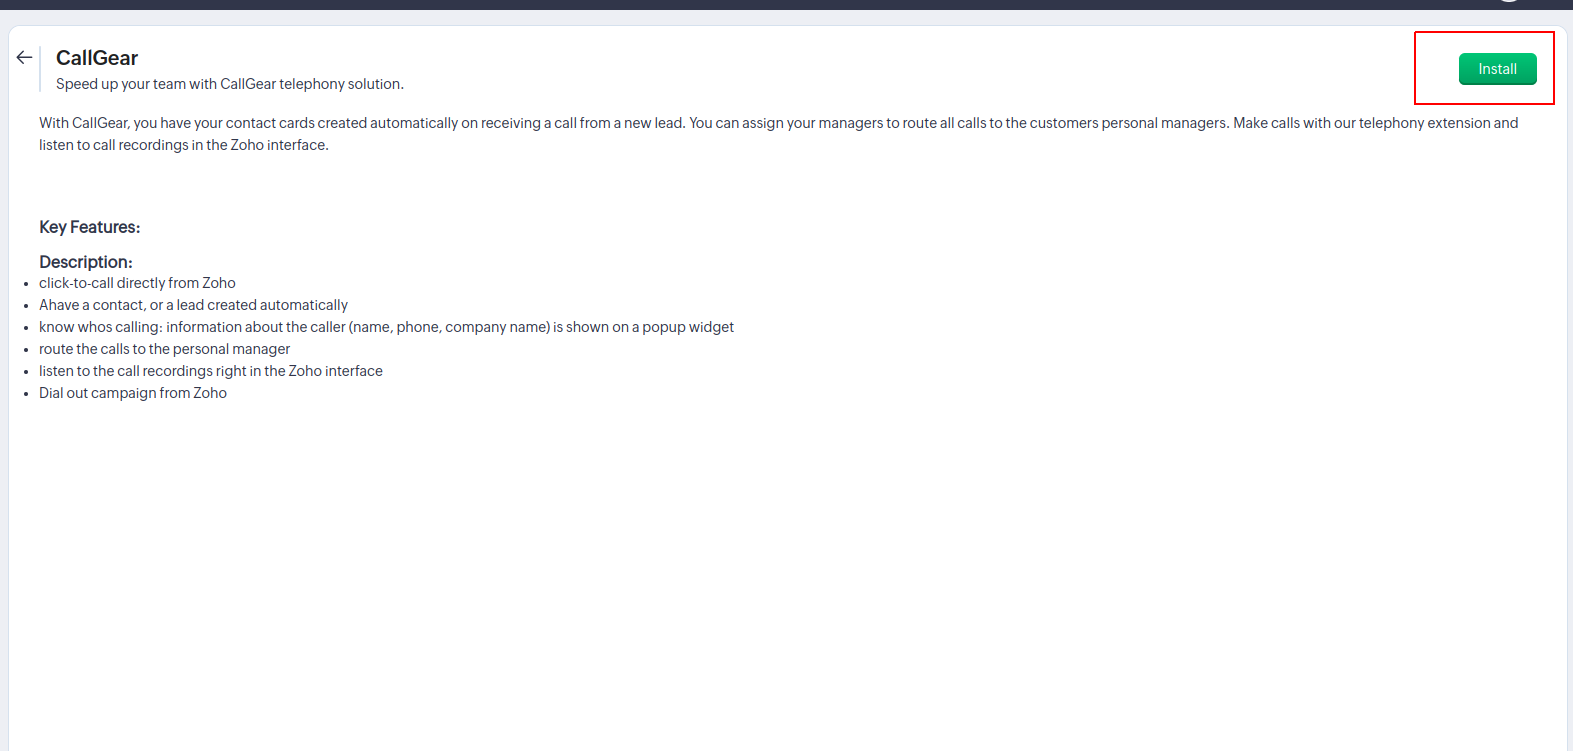 CallGear
Install
Speed up your team with CallGear telephony solution.
With CallGear, you have your contact cards created automatically on receiving a call from a new lead. You can assign your managers to route all calls to the customers personal managers. Make calls with our telephony extension and
listen to call recordings in the Zoho interface.
Key Features:
Description:
click-to-call directly from Zoho
Ahave a contact, or a lead created automatically
know whos calling: information about the caller (name, phone, company name) is shown on a popup widget
route the calls to the personal manager
listen to the call recordings right in the Zoho interface
Dial out campaign from Zoho